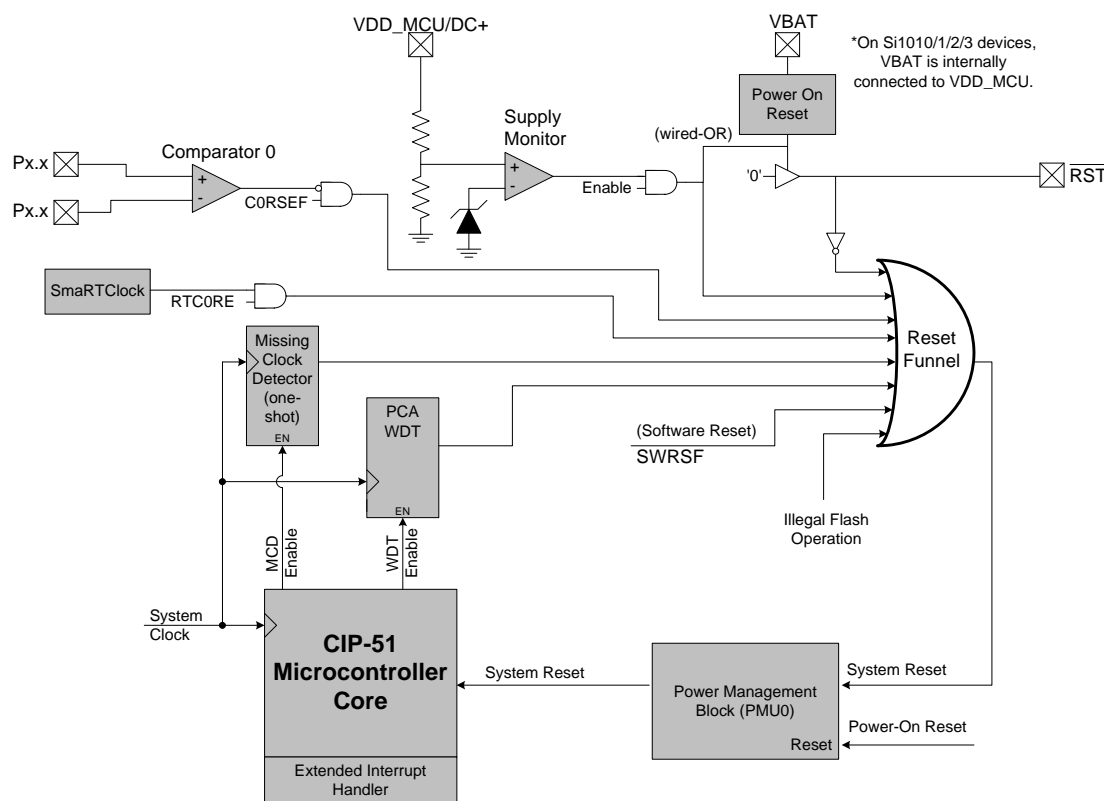 VDD_MCU/DC+
VBAT
*On Si1010/1/2/3 devices,
VBAT is internally
connected to VDD_MCU.
Power On
Reset
Supply
Monitor
(wired-OR)
Px.x
Comparator 0
+
-
Px.x
C0RSEF
+
-
Enable
'0'
RST
SmaRTClock
RTC0RE
Missing
Clock
Detector
(one-
shot)
EN
PCA
WDT
EN
Reset
Funnel
(Software Reset)
SWRSF
Illegal Flash
Operation
MCD
Enable
WDT
Enable
System
Clock
CIP-51
Microcontroller
Core
Extended Interrupt
Handler
System Reset
Power Management
Block (PMU0)
Reset
System Reset
Power-On Reset